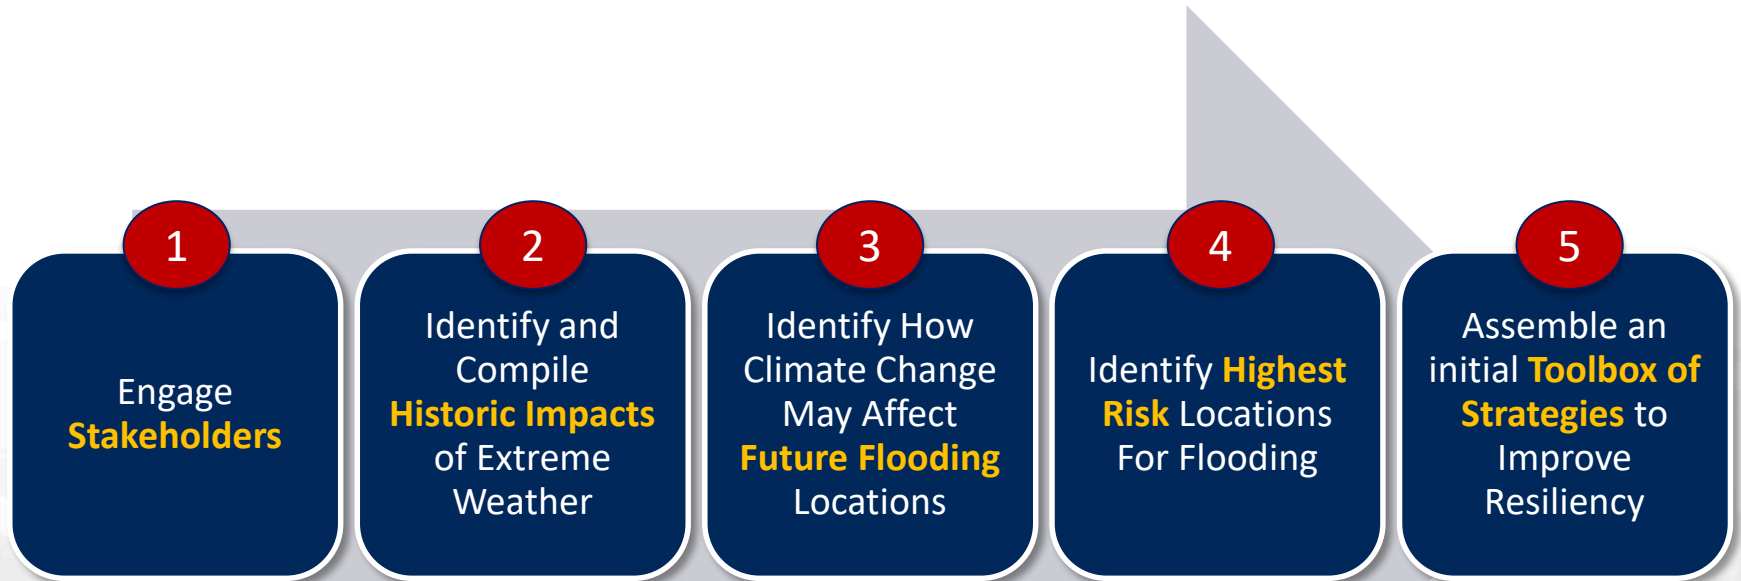 1
Engage
Stakeholders
2
Identify and
Compile
Historic Impacts
of Extreme
Weather
3
Identify How
Climate Change
May Affect
Future Flooding
Locations
4
Identify Highest
Risk Locations
For Flooding
5
Assemble an
initial Toolbox of
Strategies to
Improve
Resiliency